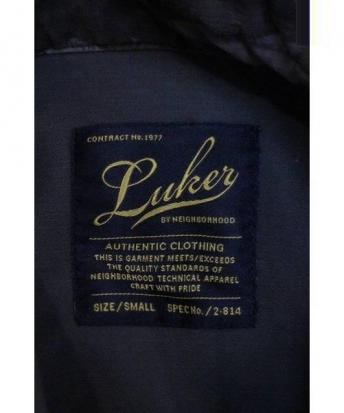 CONTRACT No.1977
Luker
BY NEIGHBORHOOD
AUTHENTIC CLOTHING
THIS IS GARMENT MEETS/EXCEEDS
THE QUALITY STANDARDS OF
NEIGHBORHOOD TECHNICAL APPAREL
CRAFT WITH PRIDE
SIZE/SMALL SPEC No./2-814